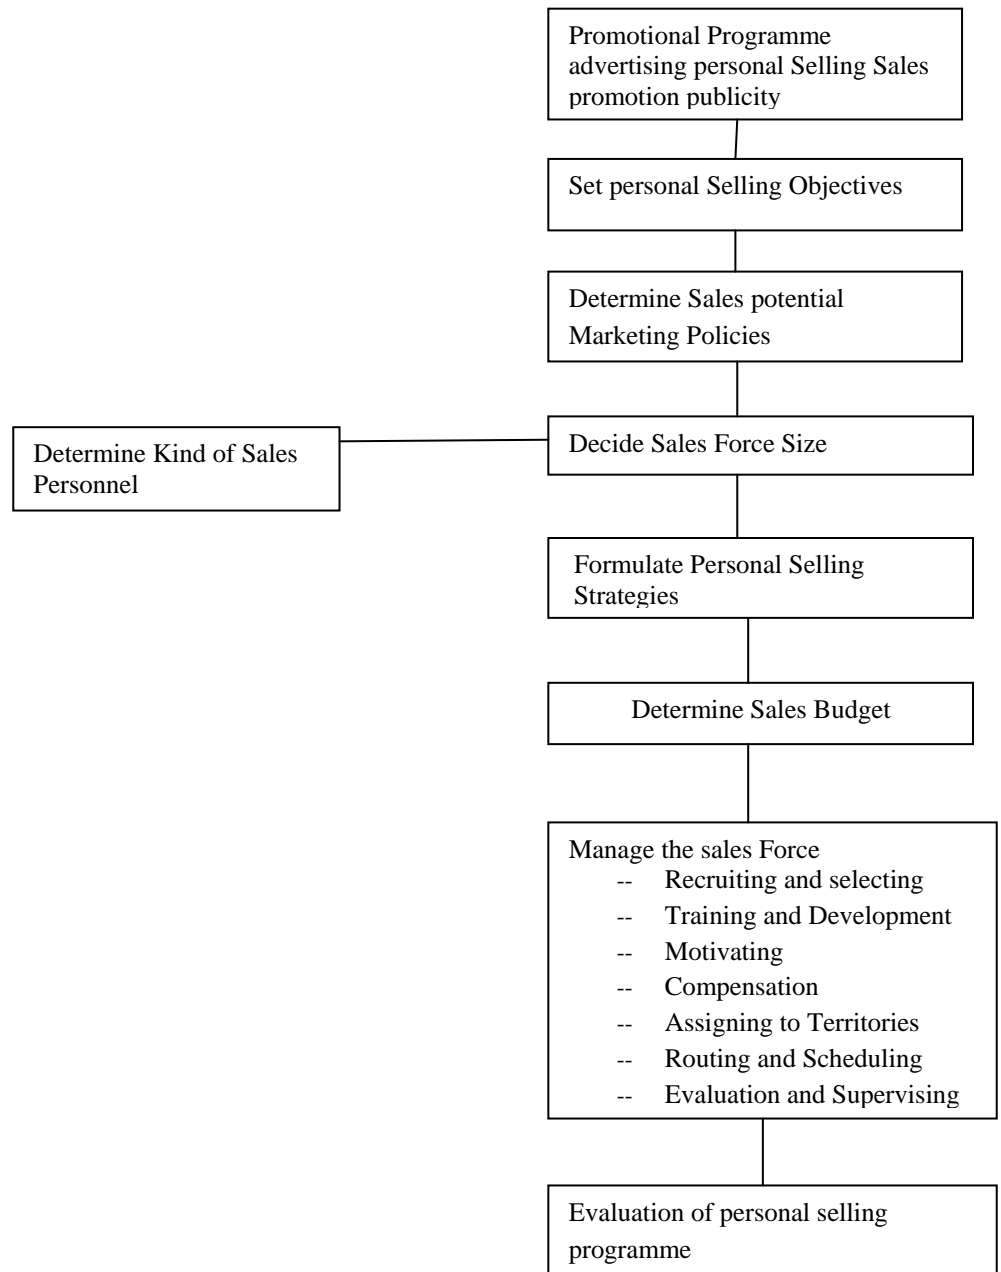 Promotional Programme
advertising personal Selling Sales
promotion publicity
Set personal Selling Objectives
Determine Sales potential
Marketing Policies
Determine Kind of Sales
Personnel
Decide Sales Force Size
Formulate Personal Selling
Strategies
Determine Sales Budget
Manage the sales Force
-- Recruiting and selecting
-- Training and Development
-- Motivating
-- Compensation
-- Assigning to Territories
-- Routing and Scheduling
-- Evaluation and Supervising
Evaluation of personal selling
programme